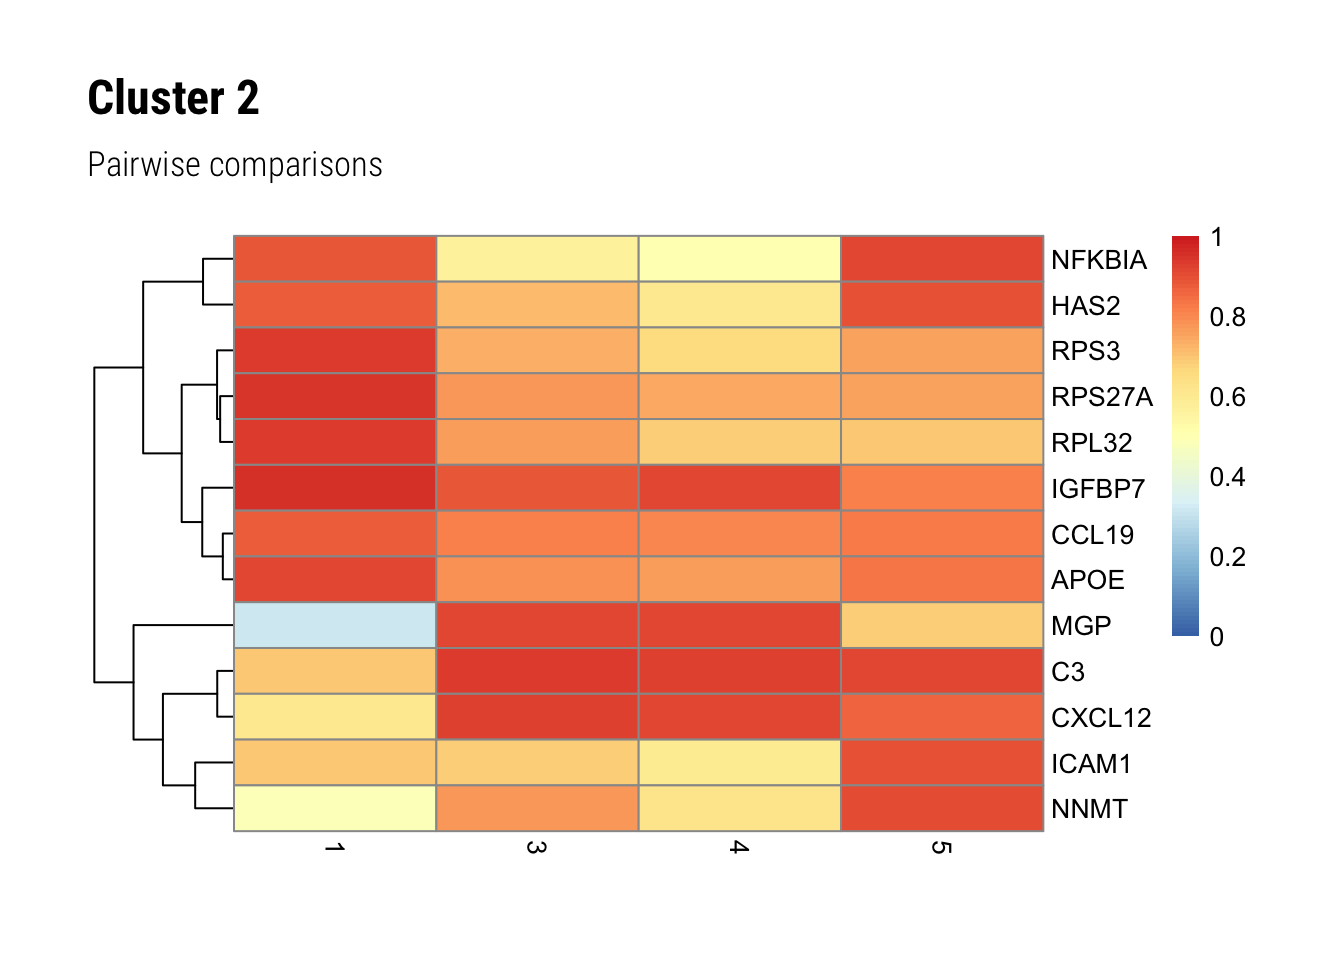 Cluster 2
Pairwise comparisons
NFKBIA
HAS2
RPS3
RPS27A
RPL32
IGFBP7
CCL19
APOE
MGP
C3
CXCL12
ICAM1
NNMT
1
3
4
5
1
0.8
0.6
0.4
0.2
0